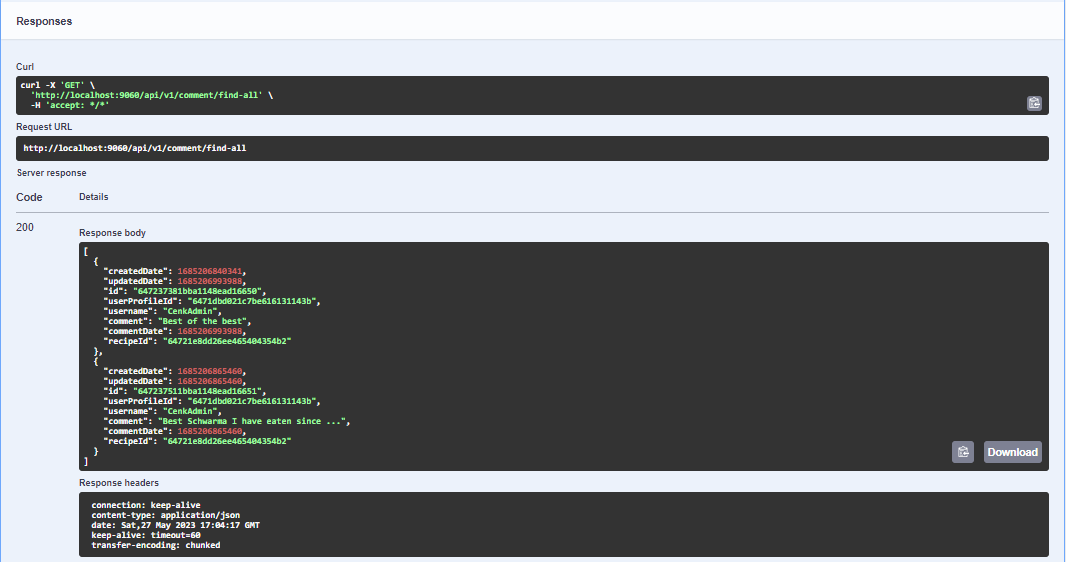 Responses
Curl
curl -X 'GET' \
'http://localhost:9060/api/v1/comment/find-all' \
-H 'accept: */*'
Request URL
http://localhost:9060/api/v1/comment/find-all
Server response
Code Details
200
Response body
[
{
"createdDate": 1685206840341,
"updatedDate": 1685206993988,
"id": "647237381bba1148ead16650",
"userProfileId": "6471dbd021c7be616131143b",
"username": "CenkAdmin",
"comment": "Best of the best",
"commentDate": 1685206993988,
"recipeId": "64721e8dd26ee465404354b2"
},
{
"createdDate": 1685206865460,
"updatedDate": 1685206865460,
"id": "647237511bba1148ead16651",
"userProfileId": "6471dbd021c7be616131143b",
"username": "CenkAdmin",
"comment": "Best Schwarma I have eaten since ...",
"commentDate": 1685206865460,
"recipeId": "64721e8dd26ee465404354b2"
}
]
Download
Response headers
connection: keep-alive
content-type: application/json
date: Sat,27 May 2023 17:04:17 GMT
keep-alive: timeout=60
transfer-encoding: chunked